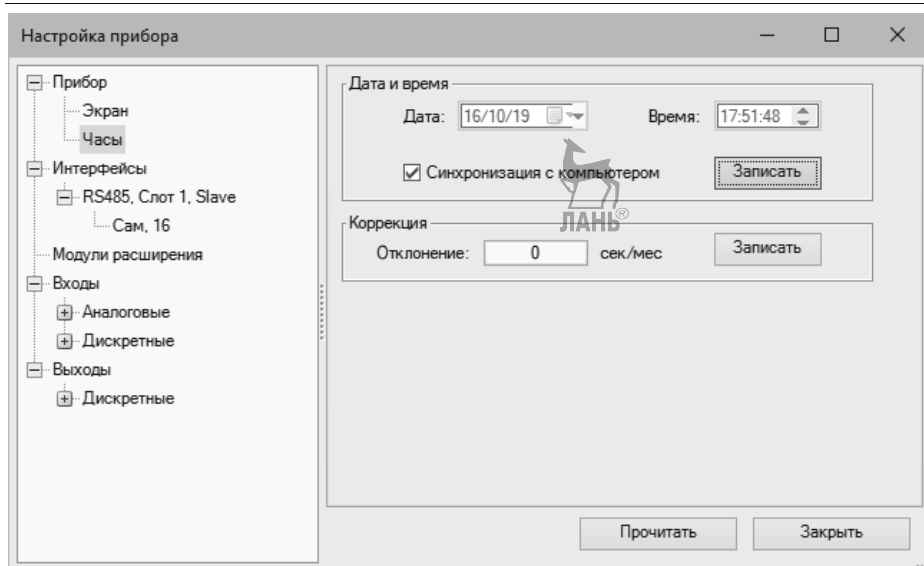 Настройка прибора
Прибор
Экран
Часы
Интерфейсы
RS485, Слот 1, Slave
Сам, 16
Модули расширения
Входы
Аналоговые
Дискретные
Выходы
Дискретные
Дата и время
Дата: 16/10/19 Время: 17:51:48
Синхронизация с компьютером Записать
ЛАНЬ®
Коррекция
Отклонение: 0 сек/мес Записать
Прочитать Закрыть